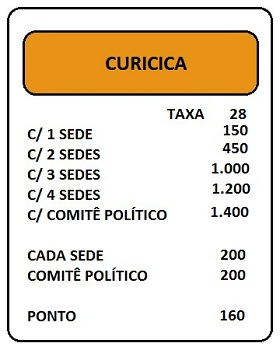 CURICICA
TAXA 28
C/ 1 SEDE 150
C/ 2 SEDES 450
C/ 3 SEDES 1.000
C/ 4 SEDES 1.200
C/ COMITÊ POLÍTICO 1.400
CADA SEDE 200
COMITÊ POLÍTICO 200
PONTO 160